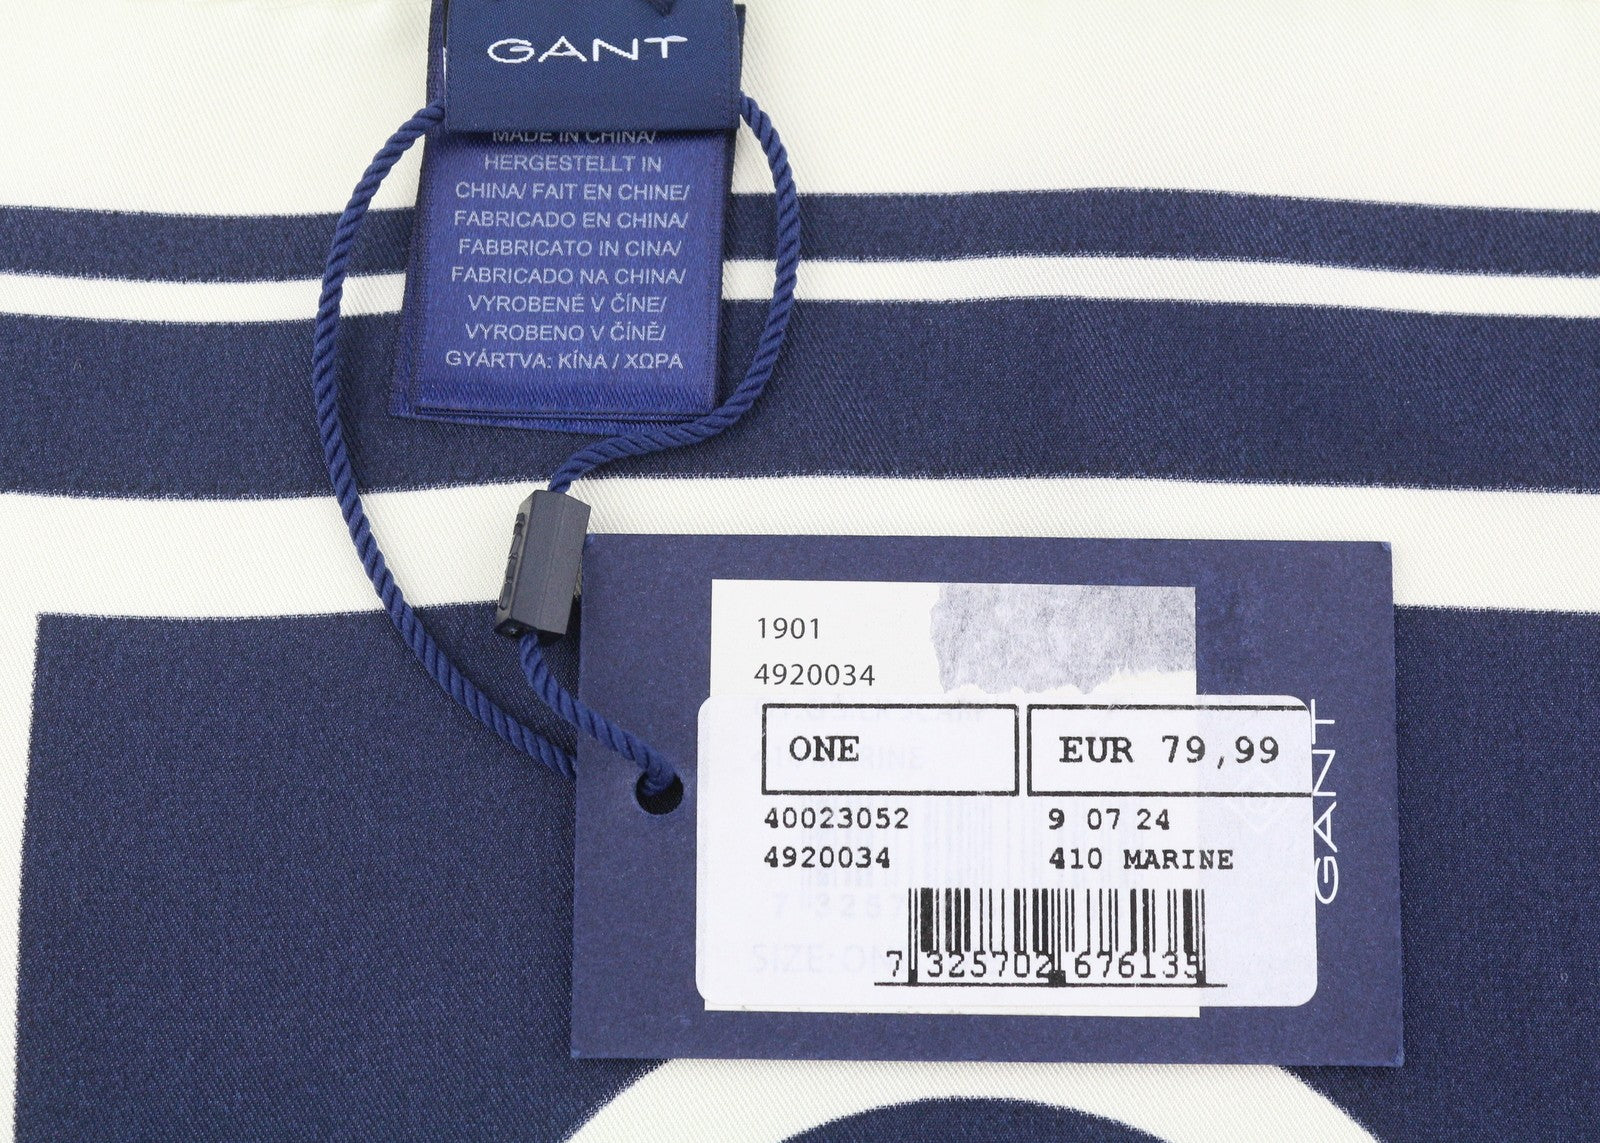 GANT
MADE IN CHINA/
HERGESTELLT IN
CHINA/ FAIT EN CHINE/
FABRICADO EN CHINA/
FABBRICATO IN CINA/
FABRICADO NA CHINA/
VYROBENÉ V ČÍNE/
VYROBENO V ČÍNĚ/
GYÁRTVA: KÍNA / ΧΩΡΑ
1901
4920034
ONE
EUR 79,99
40023052
9 07 24
4920034
410 MARINE
7 325702 676135
SIZE: ON
GANT